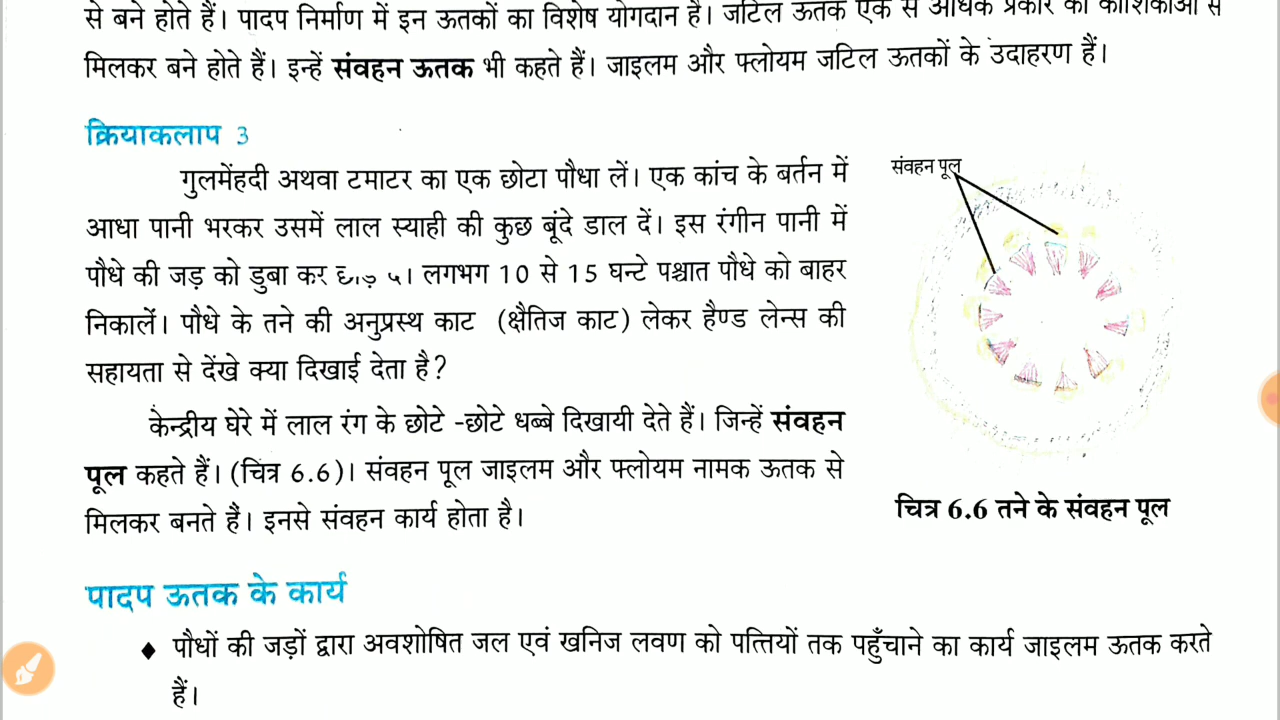 से बने होते हैं। पादप निर्माण में इन ऊतकों का विशेष योगदान है। जटिल ऊतक एक से अधिक प्रकार की कोशिकाओं से
मिलकर बने होते हैं। इन्हें संवहन ऊतक भी कहते हैं। जाइलम और फ्लोयम जटिल ऊतकों के उदाहरण हैं।
क्रियाकलाप 3
गुलमेंहदी अथवा टमाटर का एक छोटा पौधा लें। एक कांच के बर्तन में
आधा पानी भरकर उसमें लाल स्याही की कुछ बूंदे डाल दें। इस रंगीन पानी में
पौधे की जड़ को डुबा कर लगभग 10 से 15 घन्टे पश्चात पौधे को बाहर
निकालें। पौधे के तने की अनुप्रस्थ काट (क्षैतिज काट) लेकर हैण्ड लेन्स की
सहायता से देंखे क्या दिखाई देता है?
केन्द्रीय घेरे में लाल रंग के छोटे -छोटे धब्बे दिखायी देते हैं। जिन्हें संवहन
पूल कहते हैं। (चित्र 6.6)। संवहन पूल जाइलम और फ्लोयम नामक ऊतक से
मिलकर बनते हैं। इनसे संवहन कार्य होता है।
संवहन पूल
चित्र 6.6 तने के संवहन पूल
पादप ऊतक के कार्य
♦ पौधों की जड़ों द्वारा अवशोषित जल एवं खनिज लवण को पत्तियों तक पहुँचाने का कार्य जाइलम ऊतक करते
हैं।